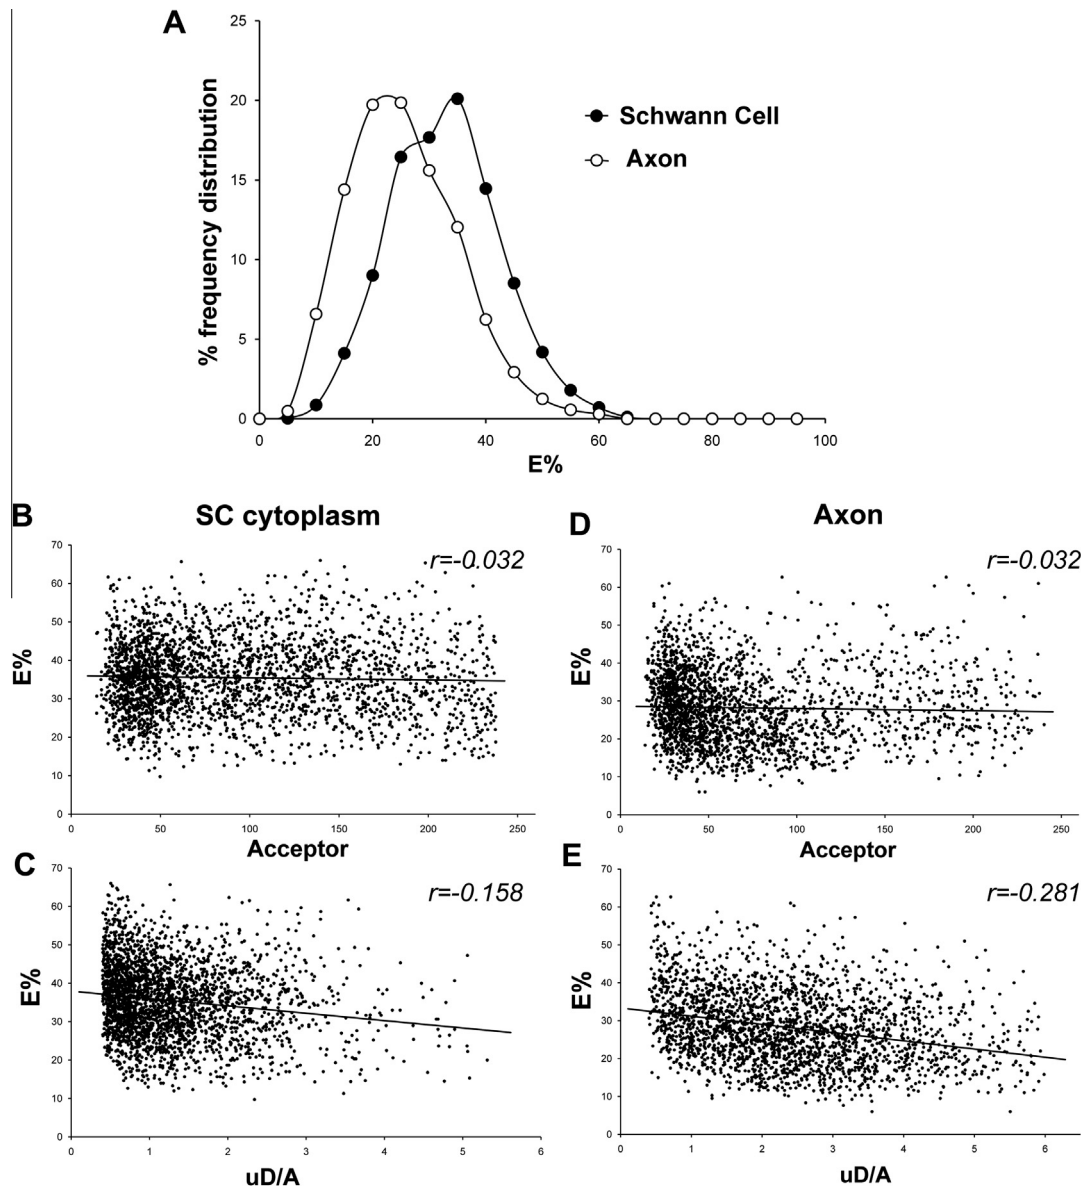 A
25
20
15
10
5
0
% frequency distribution
0 20 40 60 80 100
E%
Schwann Cell
Axon
B
SC cytoplasm
r=-0.032
70
60
50
40
30
20
10
0
E%
0 50 100 150 200 250
Acceptor
D
Axon
r=-0.032
70
60
50
40
30
20
10
0
E%
0 50 100 150 200 250
Acceptor
C
r=-0.158
70
60
50
40
30
20
10
0
E%
0 1 2 3 4 5 6
uD/A
E
r=-0.281
70
60
50
40
30
20
10
0
E%
0 1 2 3 4 5 6
uD/A